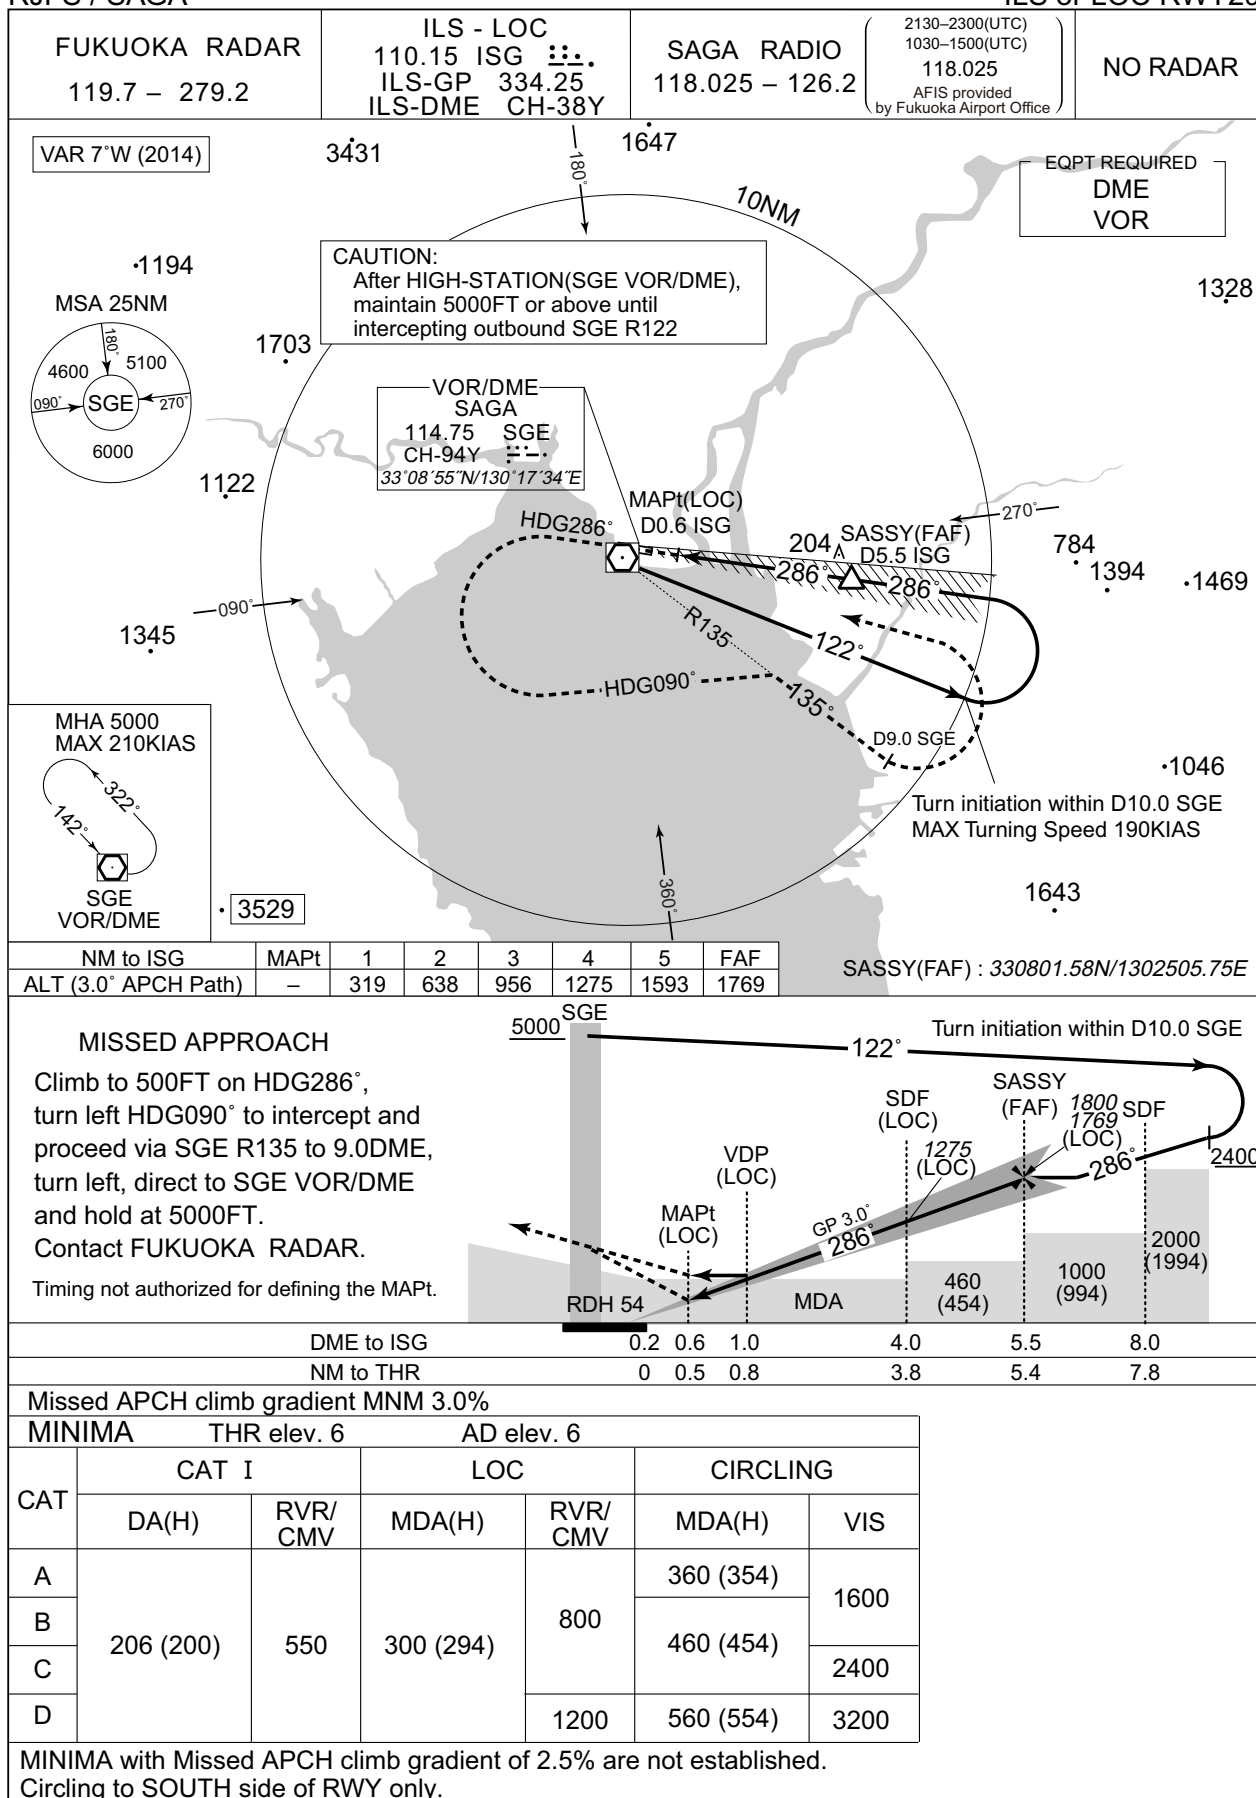 FUKUOKA RADAR
119.7 – 279.2
ILS - LOC
110.15 ISG
ILS-GP 334.25
ILS-DME CH-38Y
SAGA RADIO
118.025 – 126.2
2130–2300(UTC)
1030–1500(UTC)
118.025
AFIS provided
by Fukuoka Airport Office
NO RADAR
VAR 7°W (2014)
3431
180°
1647
EQPT REQUIRED
DME
VOR
10NM
CAUTION:
After HIGH-STATION(SGE VOR/DME),
maintain 5000FT or above until
intercepting outbound SGE R122
1194
1328
MSA 25NM
180°
4600
5100
090°
SGE
270°
6000
1703
VOR/DME
SAGA
114.75 SGE
CH-94Y
33°08´55˝N/130°17´34˝E
1122
HDG286°
MAPt(LOC)
D0.6 ISG
204
SASSY(FAF)
D5.5 ISG
270°
784
1394
1469
286°
286°
090°
1345
R135
122°
HDG090°
135°
D9.0 SGE
1046
Turn initiation within D10.0 SGE
MAX Turning Speed 190KIAS
MHA 5000
MAX 210KIAS
322°
142°
SGE
VOR/DME
3529
360°
1643
NM to ISG MAPt 1 2 3 4 5 FAF
ALT (3.0° APCH Path) – 319 638 956 1275 1593 1769
SASSY(FAF) : 330801.58N/1302505.75E
MISSED APPROACH
Climb to 500FT on HDG286°,
turn left HDG090° to intercept and
proceed via SGE R135 to 9.0DME,
turn left, direct to SGE VOR/DME
and hold at 5000FT.
Contact FUKUOKA RADAR.
Timing not authorized for defining the MAPt.
SGE
5000
Turn initiation within D10.0 SGE
122°
SASSY
(FAF)
1800
1769
(LOC)
SDF
SDF
(LOC)
1275
(LOC)
VDP
(LOC)
MAPt
(LOC)
286°
2400
GP 3.0°
286°
2000
(1994)
1000
(994)
460
(454)
MDA
RDH 54
DME to ISG 0.2 0.6 1.0 4.0 5.5 8.0
NM to THR 0 0.5 0.8 3.8 5.4 7.8
Missed APCH climb gradient MNM 3.0%
MINIMA THR elev. 6 AD elev. 6
CAT CAT I LOC CIRCLING
DA(H) RVR/CMV MDA(H) RVR/CMV MDA(H) VIS
A 206 (200) 550 300 (294) 800 360 (354) 1600
B 460 (454)
C 2400
D 1200 560 (554) 3200
MINIMA with Missed APCH climb gradient of 2.5% are not established.
Circling to SOUTH side of RWY only.